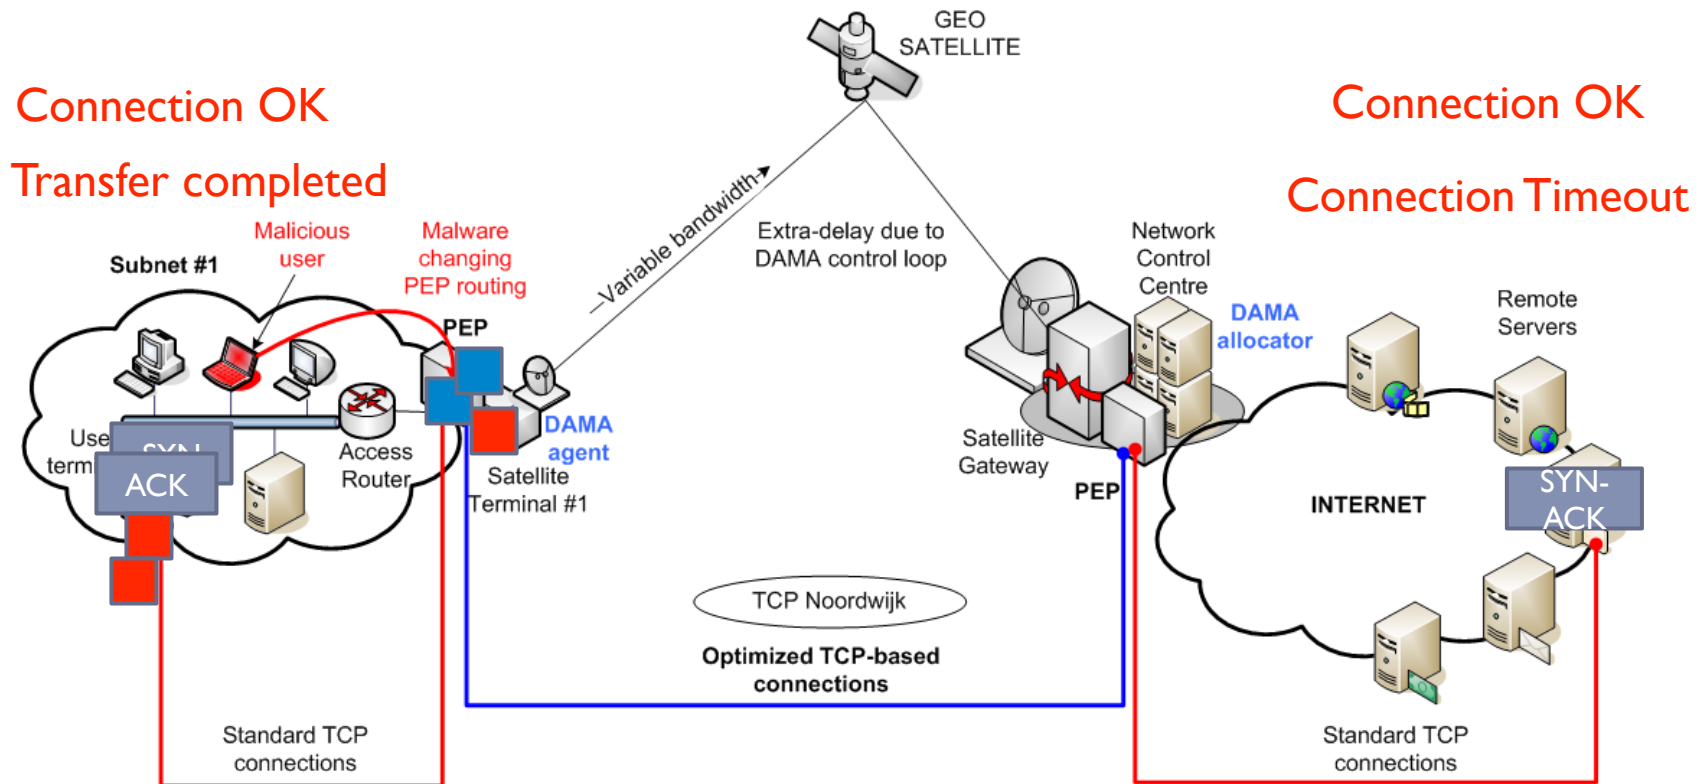 GEO
SATELLITE
Connection OK
Connection OK
Transfer completed
Connection Timeout
Variable bandwidth
Extra-delay due to
DAMA control loop
Malicious
user
Malware
changing
PEP routing
Subnet #1
PEP
Network
Control
Centre
DAMA
allocator
Remote
Servers
DAMA
agent
Access
Router
Satellite
Terminal #1
SYN
ACK
Satellite
Gateway
PEP
INTERNET
SYN-
ACK
TCP Noordwijk
Optimized TCP-based
connections
Standard TCP
connections
Standard TCP
connections